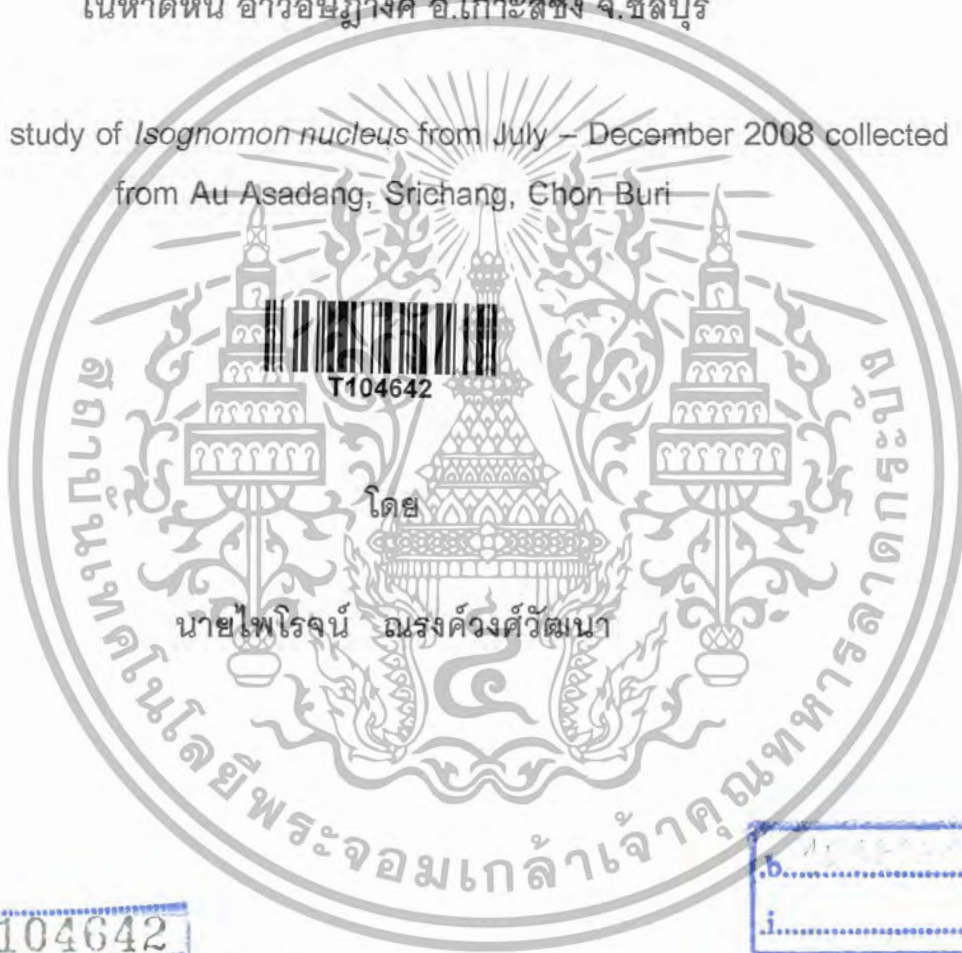 ในหาดหิน อ่าวอัษฎางค์ อ.เกาะสีชัง จ.ชลบุรี
study of Isognomon nucleus from July – December 2008 collected
from Au Asadang, Srichang, Chon Buri
T104642
โดย
นายไพโรจน์ ณรงค์วงศ์วัฒนา
สถาบันเทคโนโลยีพระจอมเกล้าเจ้าคุณทหารลาดกระบัง
.b
104642
.i